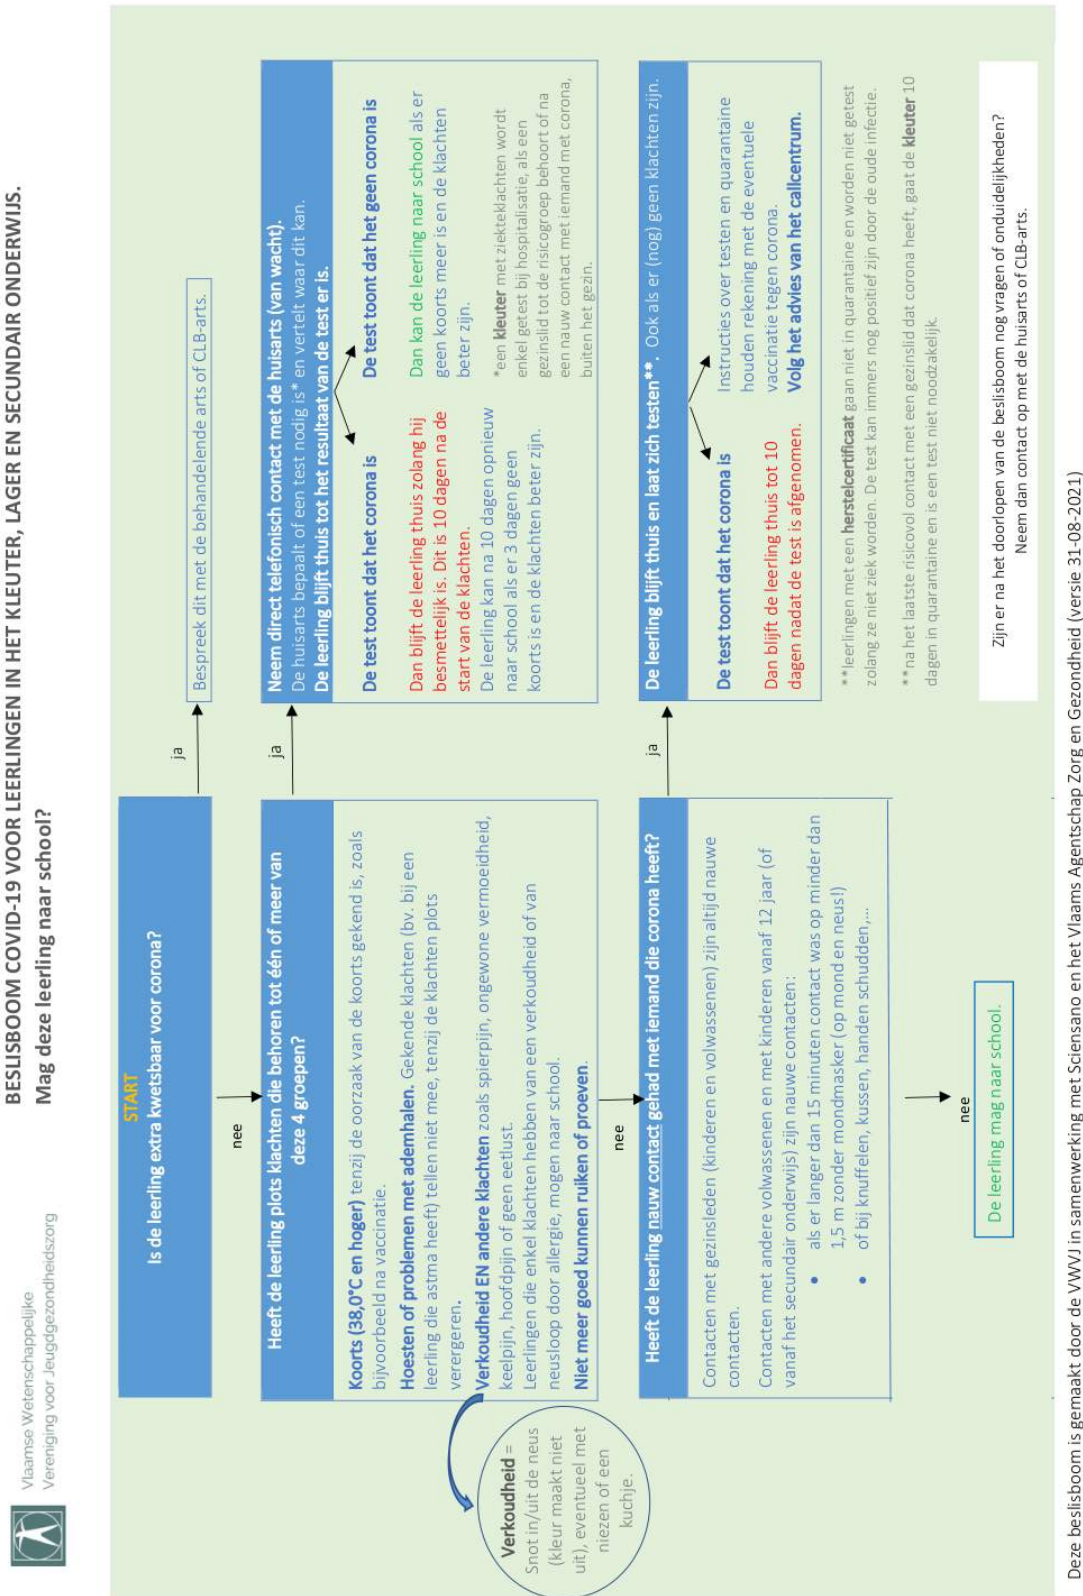 Vlaamse Wetenschappelijke
Vereniging voor Jeugdgezondheidszorg
BESLISBOOM COVID-19 VOOR LEERLINGEN IN HET KLEUTER, LAGER EN SECUNDAIR ONDERWIJS.
Mag deze leerling naar school?
START
Is de leerling extra kwetsbaar voor corona?
ja
Bespreek dit met de behandelende arts of CLB-arts.
nee
Heeft de leerling plots klachten die behoren tot één of meer van
deze 4 groepen?
Koorts (38,0°C en hoger) tenzij de oorzaak van de koorts gekend is, zoals
bijvoorbeeld na vaccinatie.
Hoesten of problemen met ademhalen. Gekende klachten (bv. bij een
leerling die astma heeft) tellen niet mee, tenzij de klachten plots
verergeren.
Verkoudheid EN andere klachten zoals spierpijn, ongewone vermoeidheid,
keelpijn, hoofdpijn of geen eetlust.
Leerlingen die enkel klachten hebben van een verkoudheid of van
neusloop door allergie, mogen naar school.
Niet meer goed kunnen ruiken of proeven.
Verkoudheid =
Snot in/uit de neus
(kleur maakt niet
uit), eventueel met
niezen of een
kuchje.
ja
Neem direct telefonisch contact met de huisarts (van wacht).
De huisarts bepaalt of een test nodig is* en vertelt waar dit kan.
De leerling blijft thuis tot het resultaat van de test er is.
De test toont dat het corona is
Dan blijft de leerling thuis zolang hij
besmettelijk is. Dit is 10 dagen na de
start van de klachten.
De leerling kan na 10 dagen opnieuw
naar school als er 3 dagen geen
koorts is en de klachten beter zijn.
De test toont dat het geen corona is
Dan kan de leerling naar school als er
geen koorts meer is en de klachten
beter zijn.
*een kleuter met ziekteklachten wordt
enkel getest bij hospitalisatie, als een
gezinslid tot de risicogroep behoort of na
een nauw contact met iemand met corona,
buiten het gezin.
nee
Heeft de leerling nauw contact gehad met iemand die corona heeft?
Contacten met gezinsleden (kinderen en volwassenen) zijn altijd nauwe
contacten.
Contacten met andere volwassenen en met kinderen vanaf 12 jaar (of
vanaf het secundair onderwijs) zijn nauwe contacten:
• als er langer dan 15 minuten contact was op minder dan
1,5 m zonder mondmasker (op mond en neus!)
• of bij knuffelen, kussen, handen schudden,...
ja
De leerling blijft thuis en laat zich testen**. Ook als er (nog) geen klachten zijn.
De test toont dat het corona is
Dan blijft de leerling thuis tot 10
dagen nadat de test is afgenomen.
Instructies over testen en quarantaine
houden rekening met de eventuele
vaccinatie tegen corona.
Volg het advies van het callcentrum.
**leerlingen met een herstelcertificaat gaan niet in quarantaine en worden niet getest
zolang ze niet ziek worden. De test kan immers nog positief zijn door de oude infectie.
**na het laatste risicovol contact met een gezinslid dat corona heeft, gaat de kleuter 10
dagen in quarantaine en is een test niet noodzakelijk.
nee
De leerling mag naar school.
Zijn er na het doorlopen van de beslisboom nog vragen of onduidelijkheden?
Neem dan contact op met de huisarts of CLB-arts.
Deze beslisboom is gemaakt door de VWVJ in samenwerking met Sciensano en het Vlaams Agentschap Zorg en Gezondheid (versie 31-08-2021)